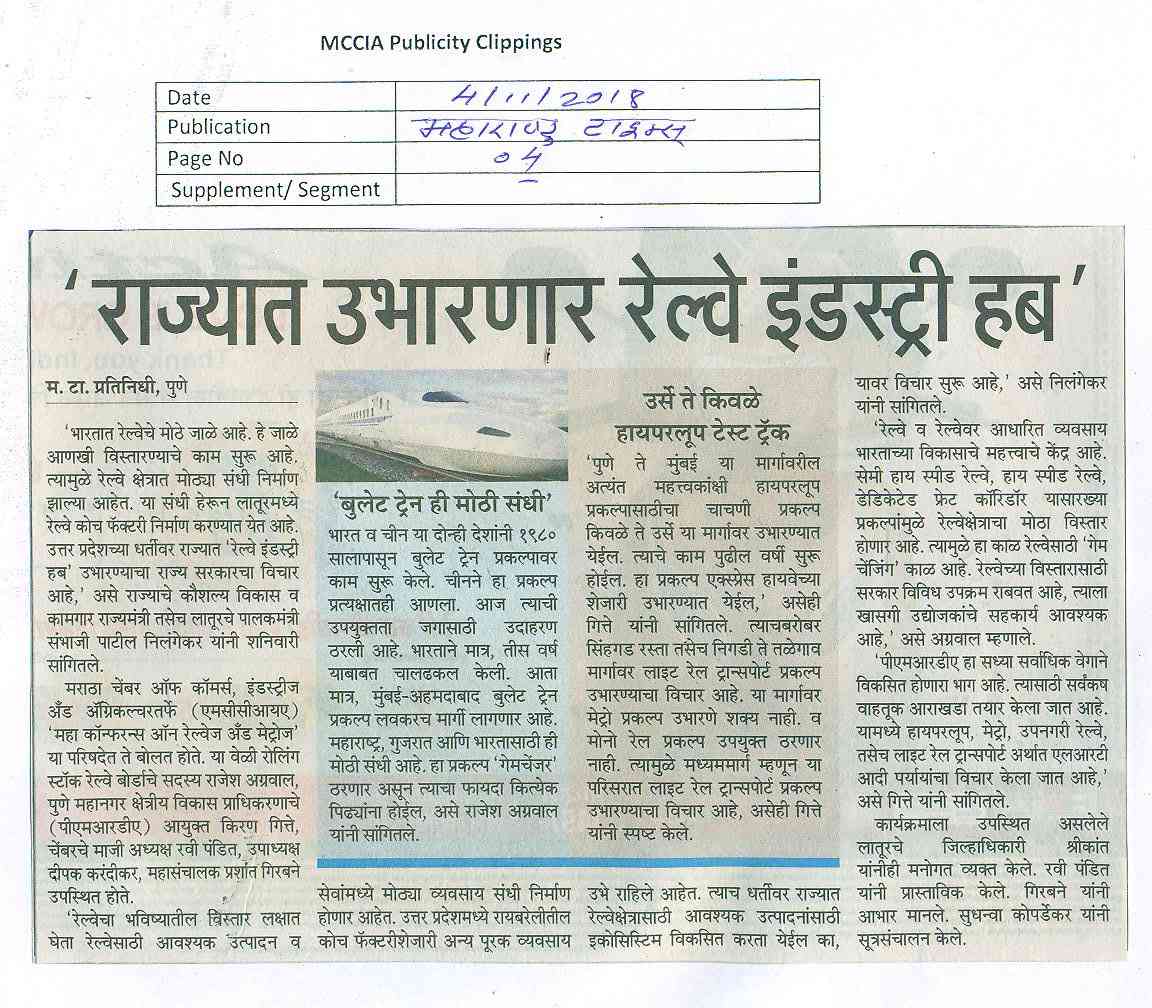 MCCIA Publicity Clippings
Date 4/11/2018
Publication महाराष्ट्र टाइम्स
Page No 04
Supplement/ Segment
‘राज्यात उभारणार रेल्वे इंडस्ट्री हब’
म. टा. प्रतिनिधी, पुणे
‘भारतात रेल्वेचे मोठे जाळे आहे. हे जाळे
आणखी विस्तारण्याचे काम सुरू आहे.
त्यामुळे रेल्वे क्षेत्रात मोठ्या संधी निर्माण
झाल्या आहेत. या संधी हेरून लातूरमध्ये
रेल्वे कोच फॅक्टरी निर्माण करण्यात येत आहे.
उत्तर प्रदेशच्या धर्तीवर राज्यात ‘रेल्वे इंडस्ट्री
हब’ उभारण्याचा राज्य सरकारचा विचार
आहे,’ असे राज्याचे कौशल्य विकास व
कामगार राज्यमंत्री तसेच लातूरचे पालकमंत्री
संभाजी पाटील निलंगेकर यांनी शनिवारी
सांगितले.
मराठा चेंबर ऑफ कॉमर्स, इंडस्ट्रीज
अँड अ‍ॅग्रिकल्चरतर्फे (एमसीसीआयए)
‘महा कॉन्फरन्स ऑन रेल्वेज अँड मेट्रोज’
या परिषदेत ते बोलत होते. या वेळी रोलिंग
स्टॉक रेल्वे बोर्डाचे सदस्य राजेश अग्रवाल,
पुणे महानगर क्षेत्रीय विकास प्राधिकरणाचे
(पीएमआरडीए) आयुक्त किरण गित्ते,
चेंबरचे माजी अध्यक्ष रवी पंडित, उपाध्यक्ष
दीपक करंदीकर, महासंचालक प्रशांत गिरबने
उपस्थित होते.
‘रेल्वेचा भविष्यातील विस्तार लक्षात
घेता रेल्वेसाठी आवश्यक उत्पादन व
‘बुलेट ट्रेन ही मोठी संधी’
भारत व चीन या दोन्ही देशांनी १९८०
सालापासून बुलेट ट्रेन प्रकल्पावर
काम सुरू केले. चीनने हा प्रकल्प
प्रत्यक्षातही आणला. आज त्याची
उपयुक्तता जगासाठी उदाहरण
ठरली आहे. भारताने मात्र, तीस वर्ष
याबाबत चालढकल केली. आता
मात्र, मुंबई-अहमदाबाद बुलेट ट्रेन
प्रकल्प लवकरच मार्गी लागणार आहे.
महाराष्ट्र, गुजरात आणि भारतासाठी ही
मोठी संधी आहे. हा प्रकल्प ‘गेमचेंजर’
ठरणार असून त्याचा फायदा कित्येक
पिढ्यांना होईल, असे राजेश अग्रवाल
यांनी सांगितले.
उर्से ते किवळे
हायपरलूप टेस्ट ट्रॅक
‘पुणे ते मुंबई या मार्गावरील
अत्यंत महत्त्वकांक्षी हायपरलूप
प्रकल्पासाठीचा चाचणी प्रकल्प
किवळे ते उर्से या मार्गावर उभारण्यात
येईल. त्याचे काम पुढील वर्षी सुरू
होईल. हा प्रकल्प एक्स्प्रेस हायवेच्या
शेजारी उभारण्यात येईल,’ असेही
गित्ते यांनी सांगितले. त्याचबरोबर
सिंहगड रस्ता तसेच निगडी ते तळेगाव
मार्गावर लाइट रेल ट्रान्सपोर्ट प्रकल्प
उभारण्याचा विचार आहे. या मार्गावर
मेट्रो प्रकल्प उभारणे शक्य नाही. व
मोनो रेल प्रकल्प उपयुक्त ठरणार
नाही. त्यामुळे मध्यममार्ग म्हणून या
परिसरात लाइट रेल ट्रान्सपोर्ट प्रकल्प
उभारण्याचा विचार आहे, असेही गित्ते
यांनी स्पष्ट केले.
सेवांमध्ये मोठ्या व्यवसाय संधी निर्माण
होणार आहेत. उत्तर प्रदेशमध्ये रायबरेलीतील
कोच फॅक्टरीशेजारी अन्य पूरक व्यवसाय
उभे राहिले आहेत. त्याच धर्तीवर राज्यात
रेल्वेक्षेत्रासाठी आवश्यक उत्पादनांसाठी
इकोसिस्टिम विकसित करता येईल का,
यावर विचार सुरू आहे,’ असे निलंगेकर
यांनी सांगितले.
‘रेल्वे व रेल्वेवर आधारित व्यवसाय
भारताच्या विकासाचे महत्त्वाचे केंद्र आहे.
सेमी हाय स्पीड रेल्वे, हाय स्पीड रेल्वे,
डेडिकेटेड फ्रेट कॉरिडॉर यासारख्या
प्रकल्पांमुळे रेल्वेक्षेत्राचा मोठा विस्तार
होणार आहे. त्यामुळे हा काळ रेल्वेसाठी ‘गेम
चेंजिंग’ काळ आहे. रेल्वेच्या विस्तारासाठी
सरकार विविध उपक्रम राबवत आहे, त्याला
खासगी उद्योजकांचे सहकार्य आवश्यक
आहे,’ असे अग्रवाल म्हणाले.
‘पीएमआरडीए हा सध्या सर्वाधिक वेगाने
विकसित होणारा भाग आहे. त्यासाठी सर्वंकष
वाहतूक आराखडा तयार केला जात आहे.
यामध्ये हायपरलूप, मेट्रो, उपनगरी रेल्वे,
तसेच लाइट रेल ट्रान्सपोर्ट अर्थात एलआरटी
आदी पर्यायांचा विचार केला जात आहे,’
असे गित्ते यांनी सांगितले.
कार्यक्रमाला उपस्थित असलेले
लातूरचे जिल्हाधिकारी श्रीकांत
यांनीही मनोगत व्यक्त केले. रवी पंडित
यांनी प्रास्ताविक केले. गिरबने यांनी
आभार मानले. सुधन्वा कोपर्डेकर यांनी
सूत्रसंचालन केले.